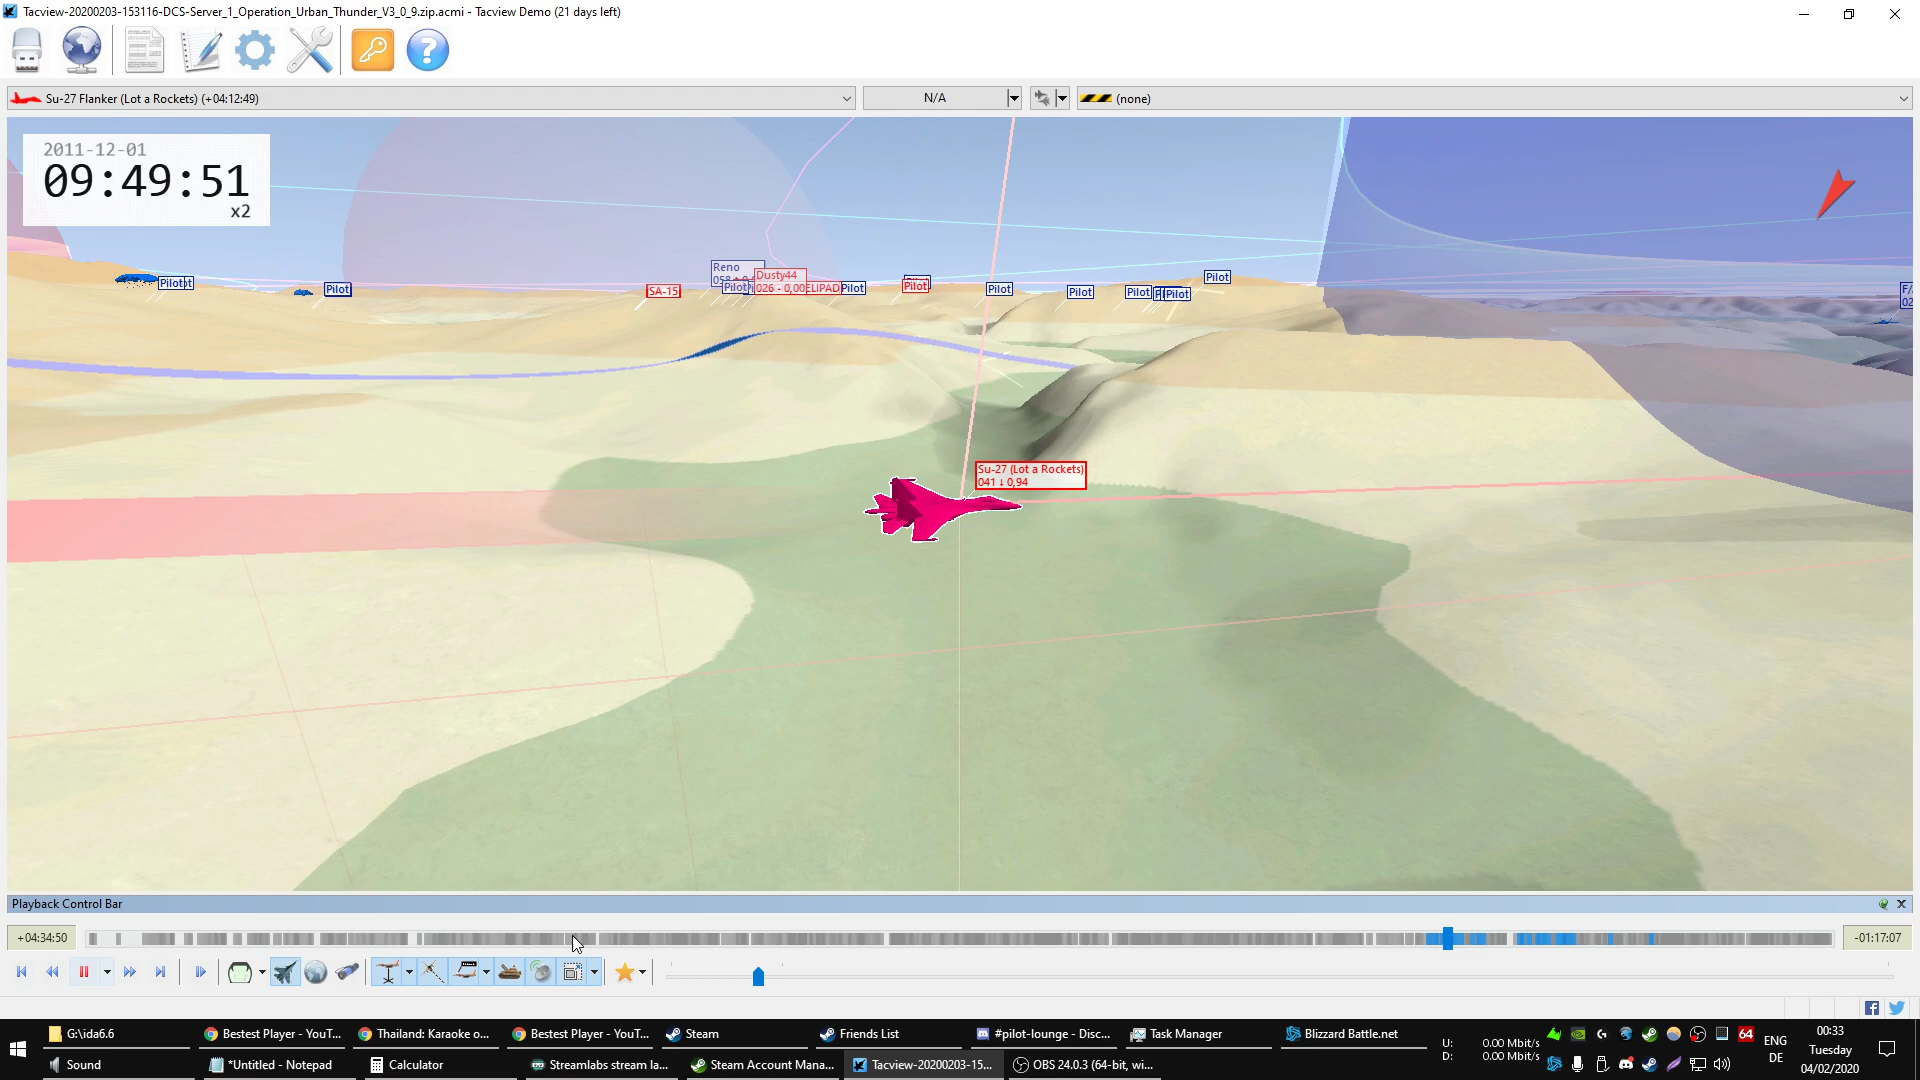 Tacview-20200203-153116-DCS-Server_1_Operation_Urban_Thunder_V3_0_9.zip.acmi - Tacview Demo (21 days left)
Su-27 Flanker (Lot a Rockets) (+04:12:49)
N/A
(none)
2011-12-01
09:49:51
x2
Pilot
Pilot
SA-15
Reno
Dusty44
026 - 0,00
Pilot
ELIPAD
Pilot
Pilot
Pilot
Pilot
Pilot
Pilot
Pilot
F/
02
Su-27 (Lot a Rockets)
041 ↓ 0,94
Playback Control Bar
+04:34:50
-01:17:07
G:\ida6.6
Bestest Player - YouT...
Thailand: Karaoke o...
Bestest Player - YouT...
Steam
Friends List
#pilot-lounge - Disc...
Task Manager
Blizzard Battle.net
U: 0.00 Mbit/s
D: 0.00 Mbit/s
64
ENG
DE
00:33
Tuesday
04/02/2020
Sound
*Untitled - Notepad
Calculator
Streamlabs stream la...
Steam Account Mana...
Tacview-20200203-15...
OBS 24.0.3 (64-bit, wi...